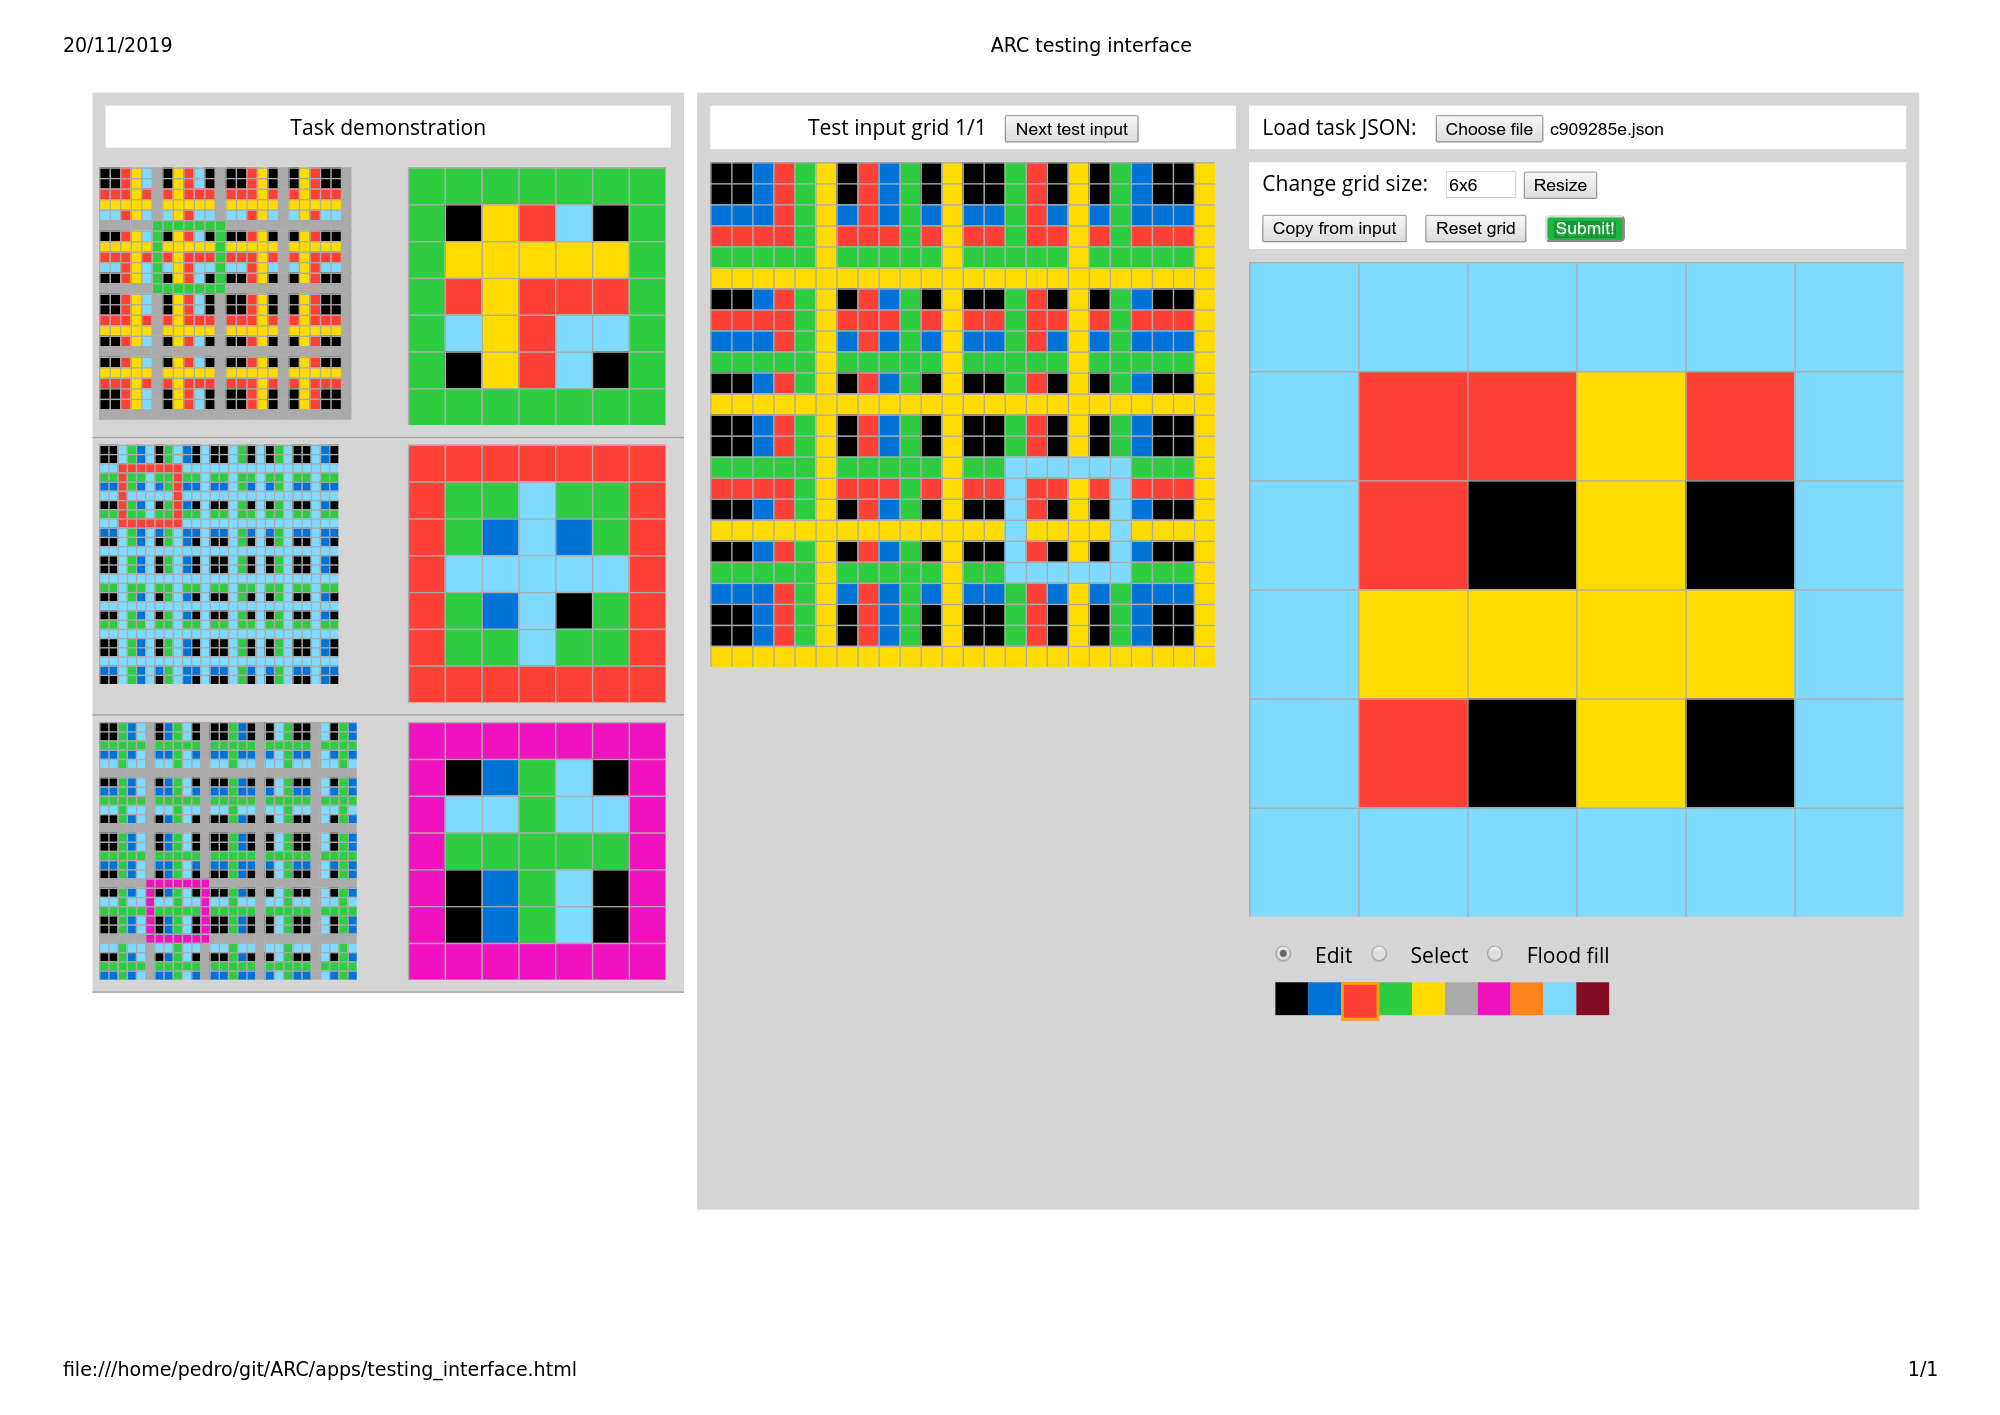 20/11/2019
ARC testing interface
Task demonstration
Test input grid 1/1
Next test input
Load task JSON:
Choose file
c909285e.json
Change grid size:
6x6
Resize
Copy from input
Reset grid
Submit!
Edit
Select
Flood fill
file:///home/pedro/git/ARC/apps/testing_interface.html
1/1